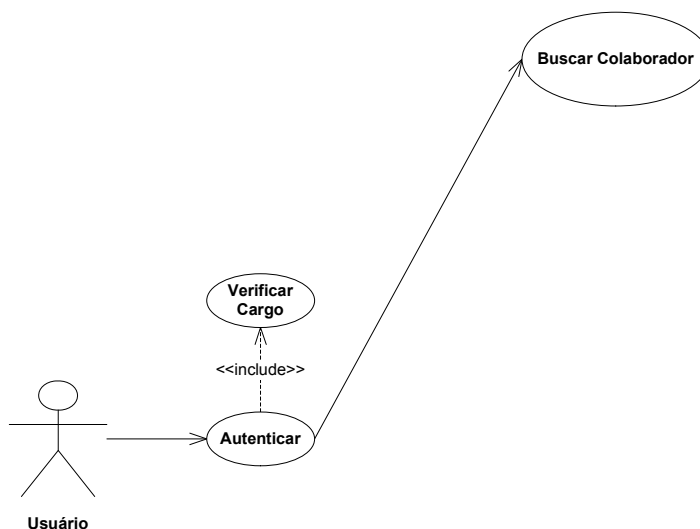 Buscar Colaborador
Verificar
Cargo
<<include>>
Autenticar
Usuário